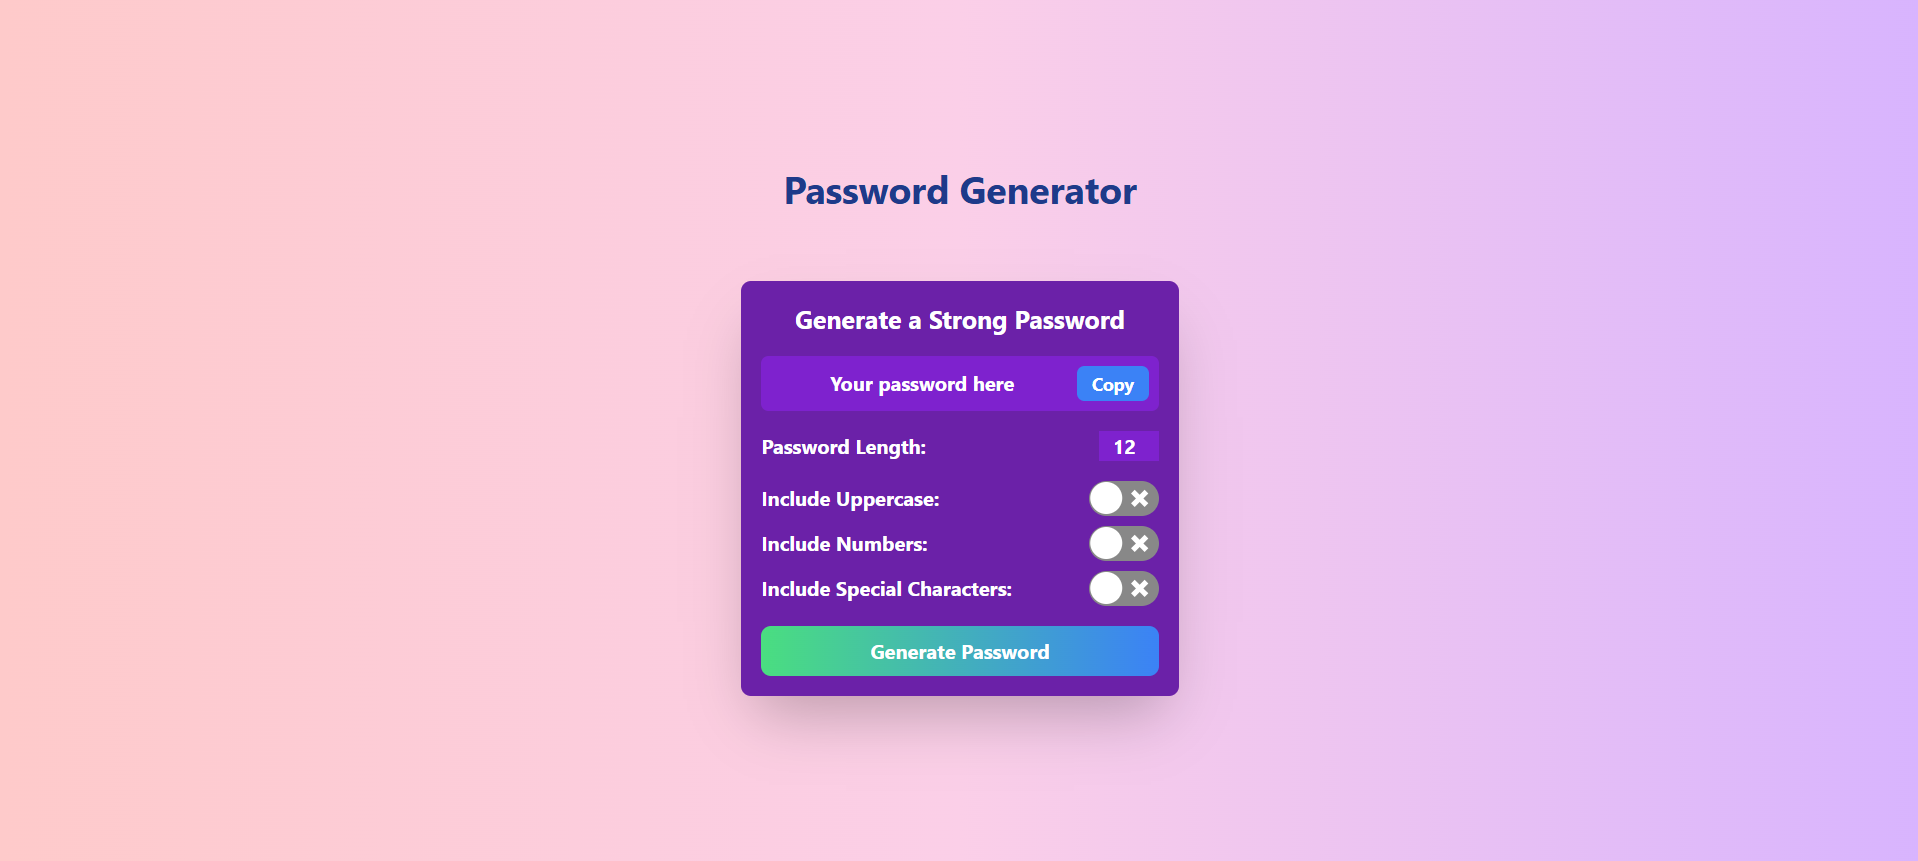 Password Generator
Generate a Strong Password
Your password here Copy
Password Length: 12
Include Uppercase:
Include Numbers:
Include Special Characters:
Generate Password